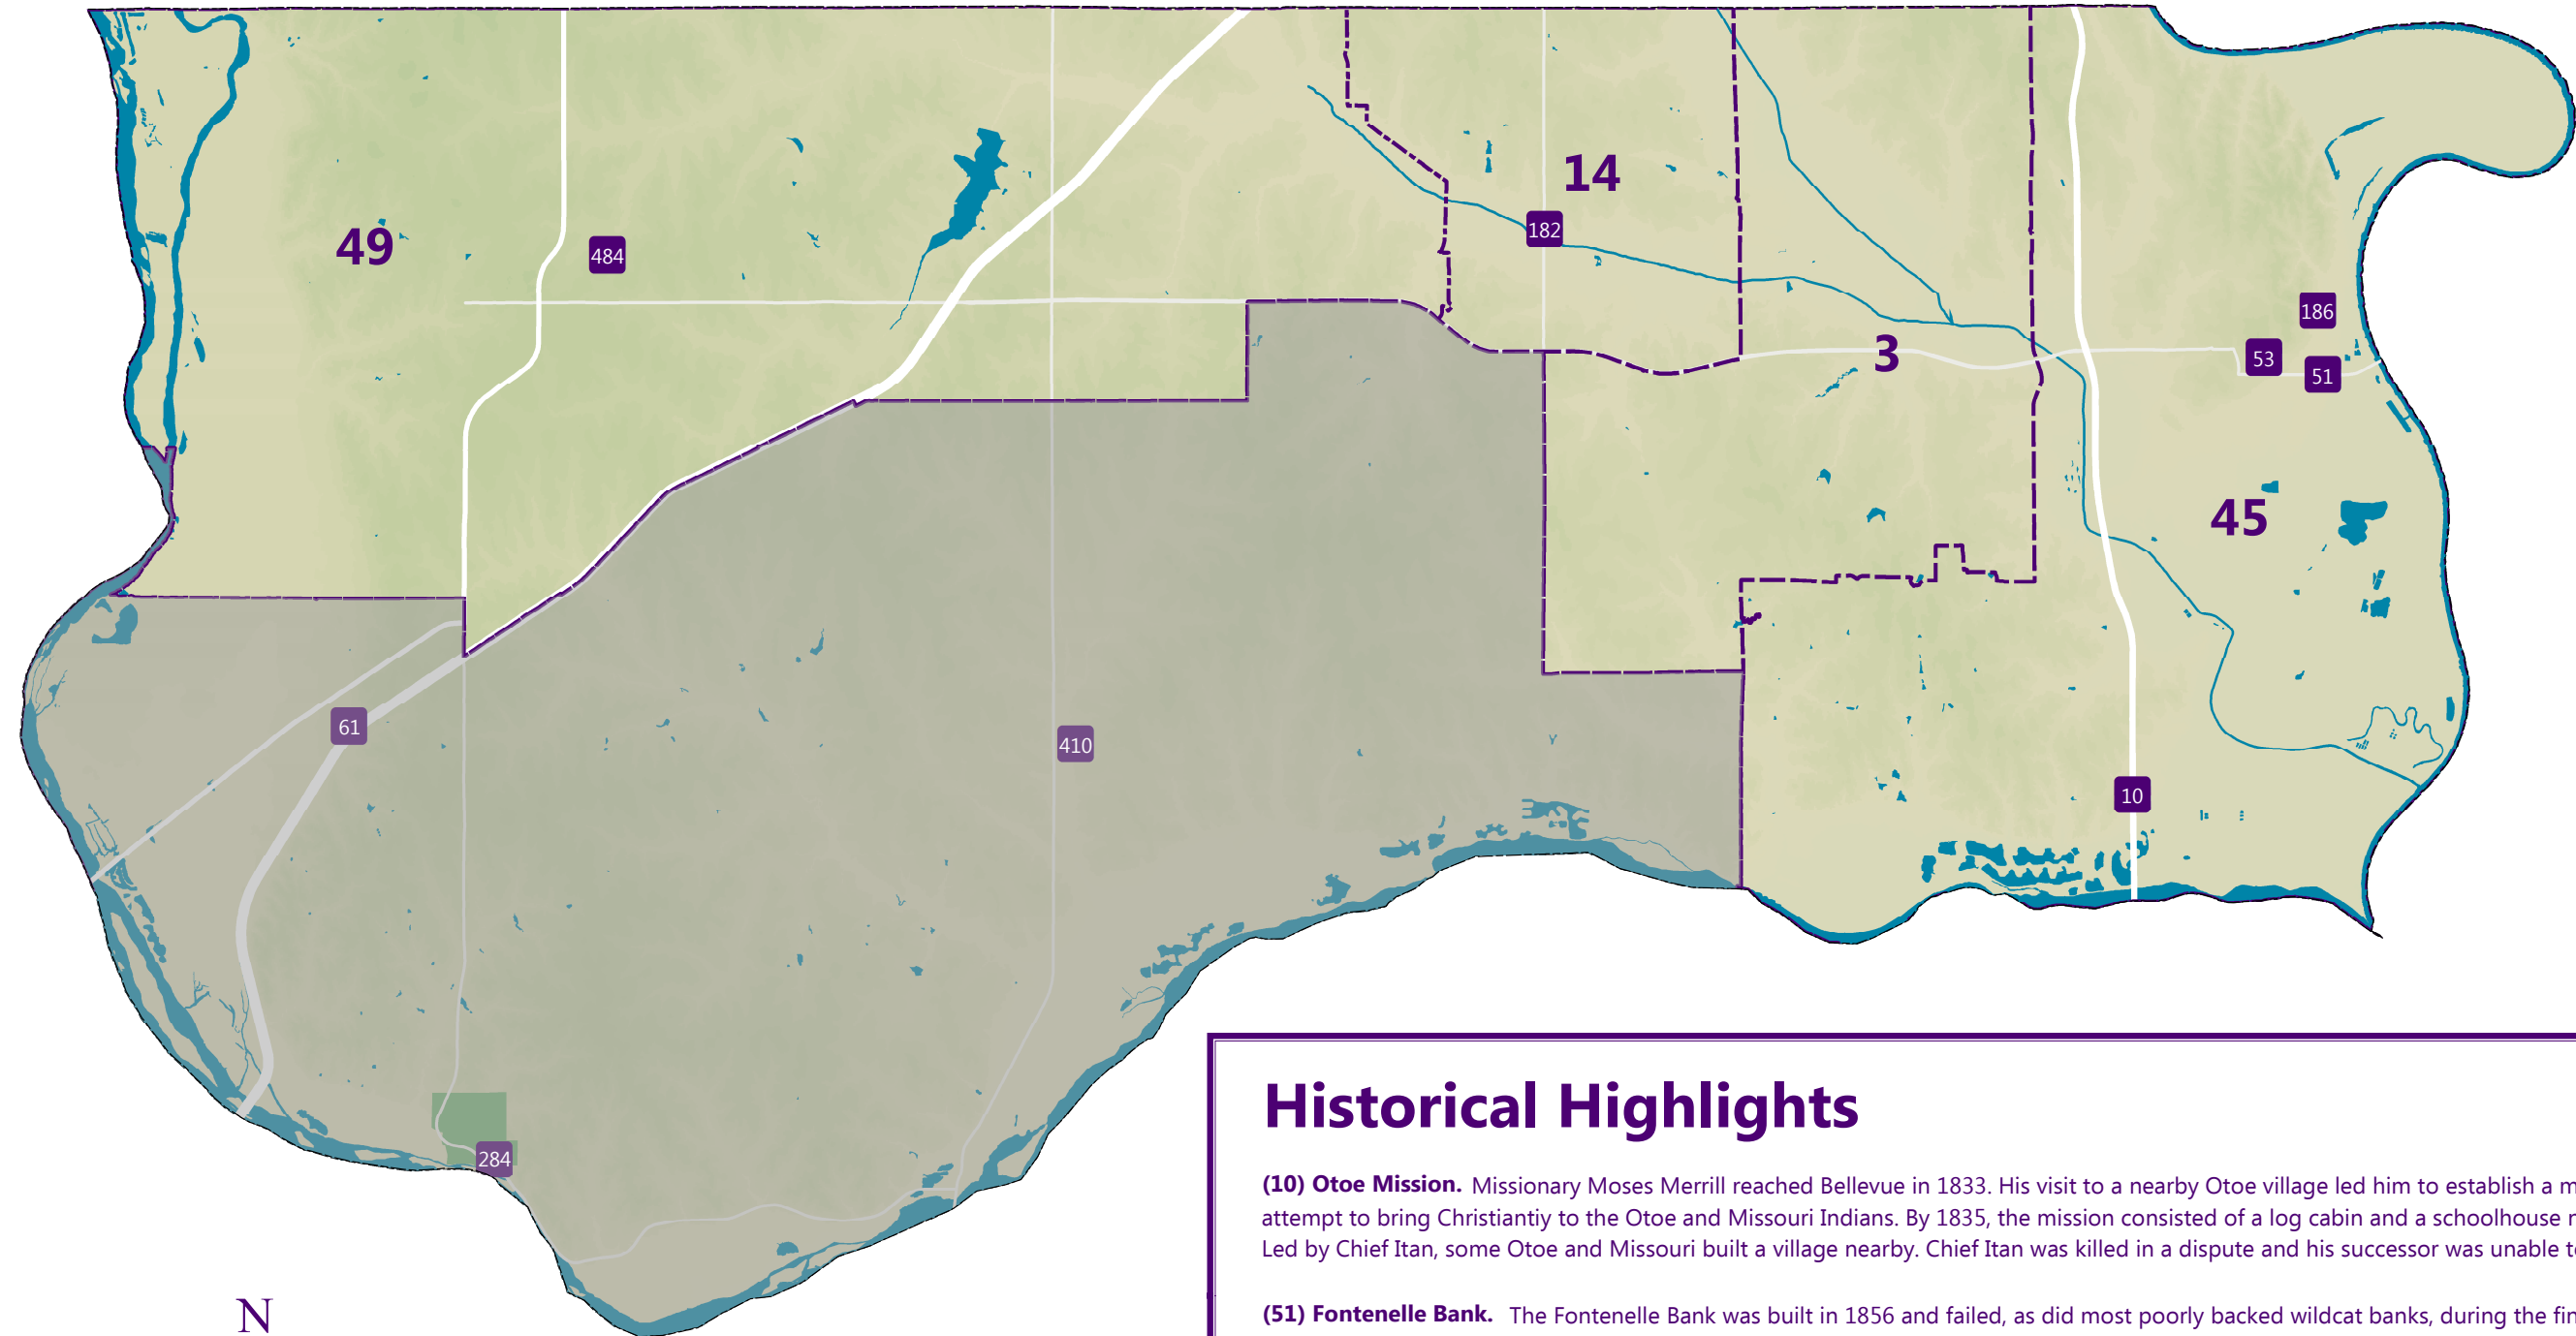 14
182
49
484
186
3
53
51
45
61
410
10
284
Historical Highlights
(10) Otoe Mission. Missionary Moses Merrill reached Bellevue in 1833. His visit to a nearby Otoe village led him to establish a
attempt to bring Christiantiy to the Otoe and Missouri Indians. By 1835, the mission consisted of a log cabin and a schoolhouse
Led by Chief Itan, some Otoe and Missouri built a village nearby. Chief Itan was killed in a dispute and his successor was unable
N
(51) Fontenelle Bank. The Fontenelle Bank was built in 1856 and failed, as did most poorly backed wildcat banks, during the